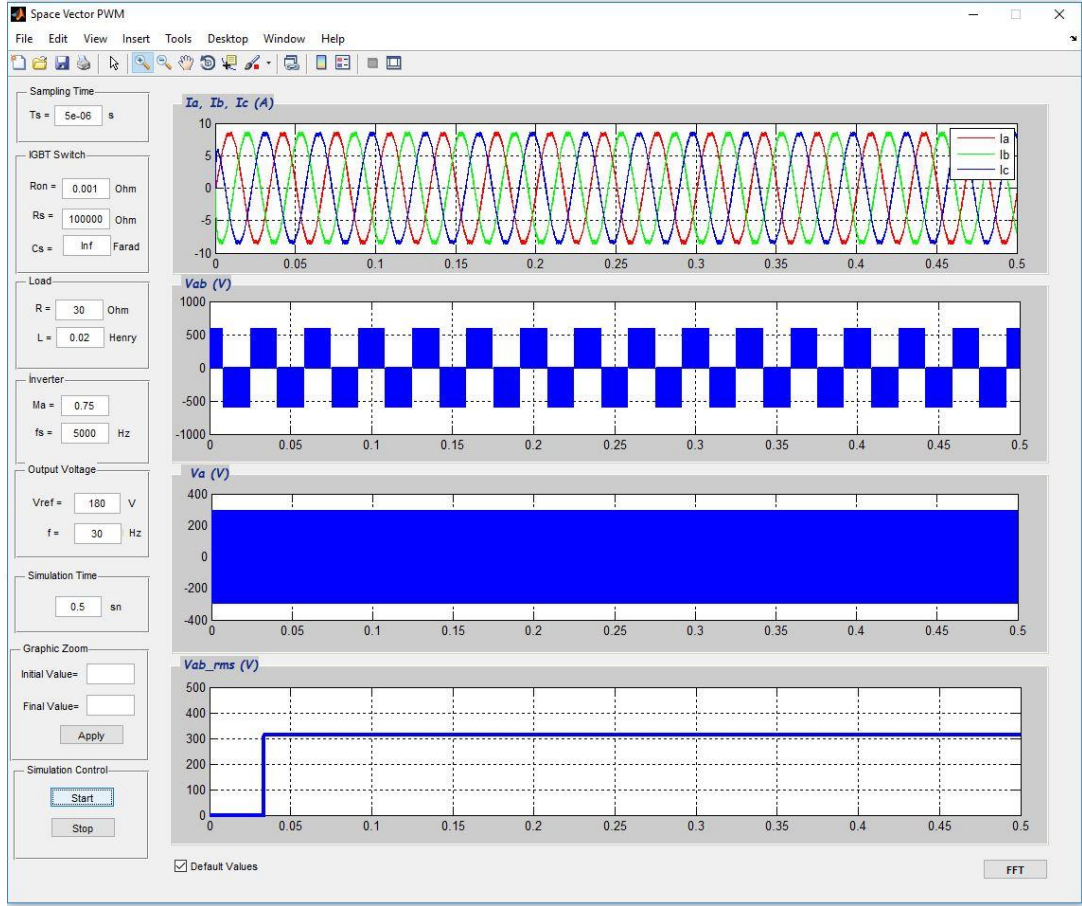 Space Vector PWM
File Edit View Insert Tools Desktop Window Help
Sampling Time
Ts = 5e-06 s
IGBT Switch
Ron = 0.001 Ohm
Rs = 100000 Ohm
Cs = Inf Farad
Load
R = 30 Ohm
L = 0.02 Henry
İnverter
Ma = 0.75
fs = 5000 Hz
Output Voltage
Vref = 180 V
f = 30 Hz
Simulation Time
0.5 sn
Graphic Zoom
Initial Value=
Final Value=
Apply
Simulation Control
Start
Stop
Ia, Ib, Ic (A)
10
5
0
-5
-10
0 0.05 0.1 0.15 0.2 0.25 0.3 0.35 0.4 0.45 0.5
Ia
Ib
Ic
Vab (V)
1000
500
0
-500
-1000
0 0.05 0.1 0.15 0.2 0.25 0.3 0.35 0.4 0.45 0.5
Va (V)
400
200
0
-200
-400
0 0.05 0.1 0.15 0.2 0.25 0.3 0.35 0.4 0.45 0.5
Vab_rms (V)
500
400
300
200
100
0
0 0.05 0.1 0.15 0.2 0.25 0.3 0.35 0.4 0.45 0.5
Default Values
FFT